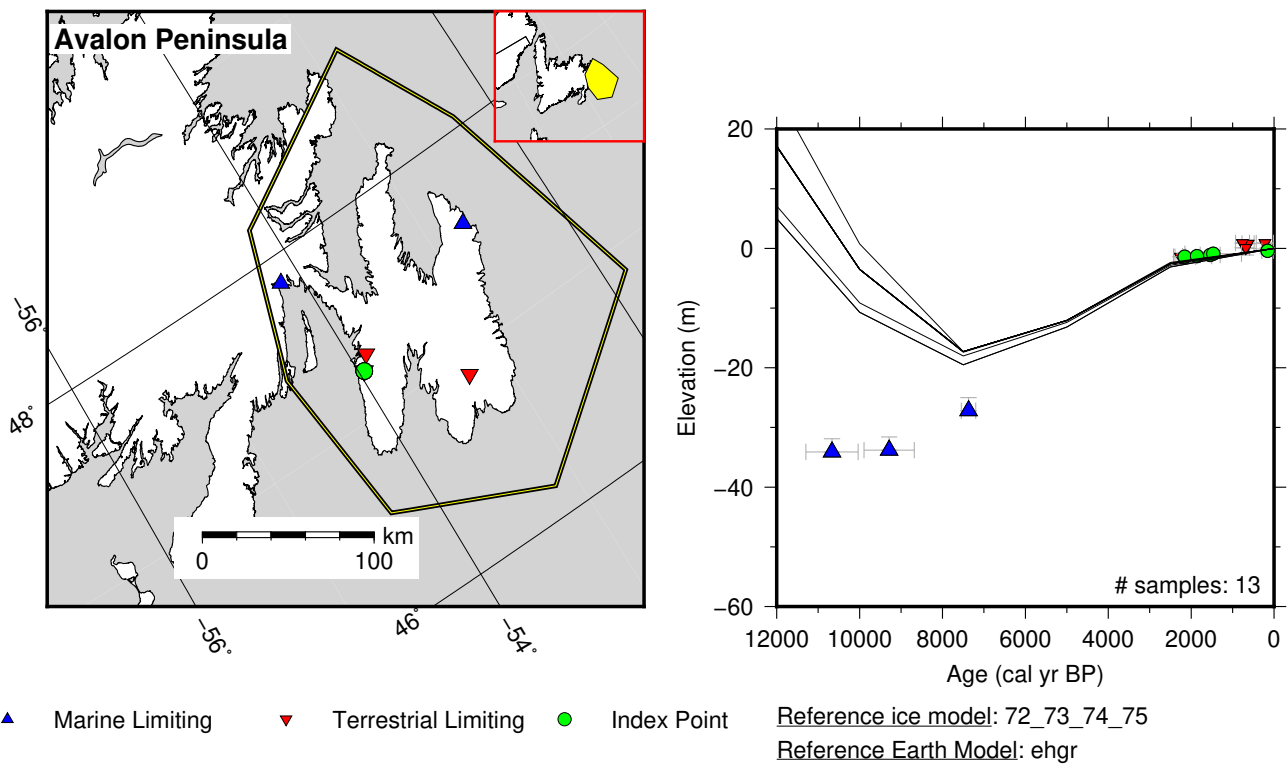 Avalon Peninsula
−56°
48°
−56°
46°
−54°
km
0 100
20
0
−20
−40
−60
Elevation (m)
# samples: 13
12000 10000 8000 6000 4000 2000 0
Age (cal yr BP)
Marine Limiting Terrestrial Limiting Index Point
Reference ice model: 72_73_74_75
Reference Earth Model: ehgr